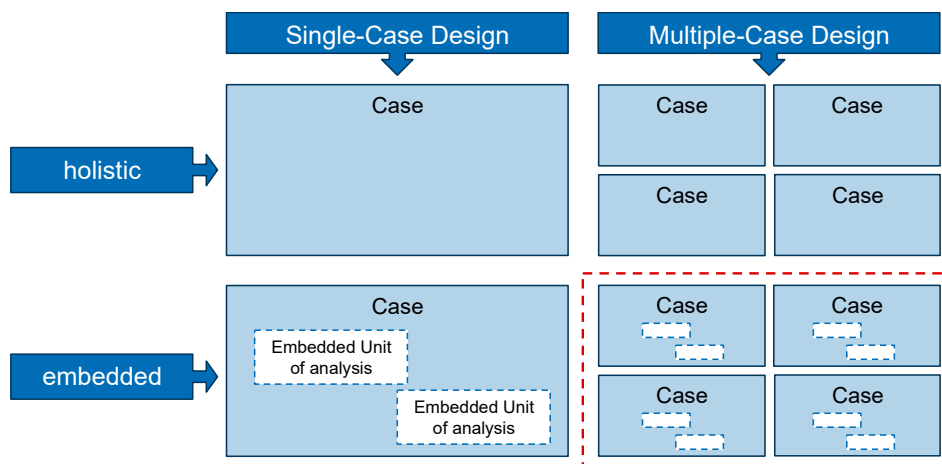 Single-Case Design
Multiple-Case Design
holistic
Case
Case
Case
Case
Case
embedded
Case
Embedded Unit
of analysis
Embedded Unit
of analysis
Case
Case
Case
Case